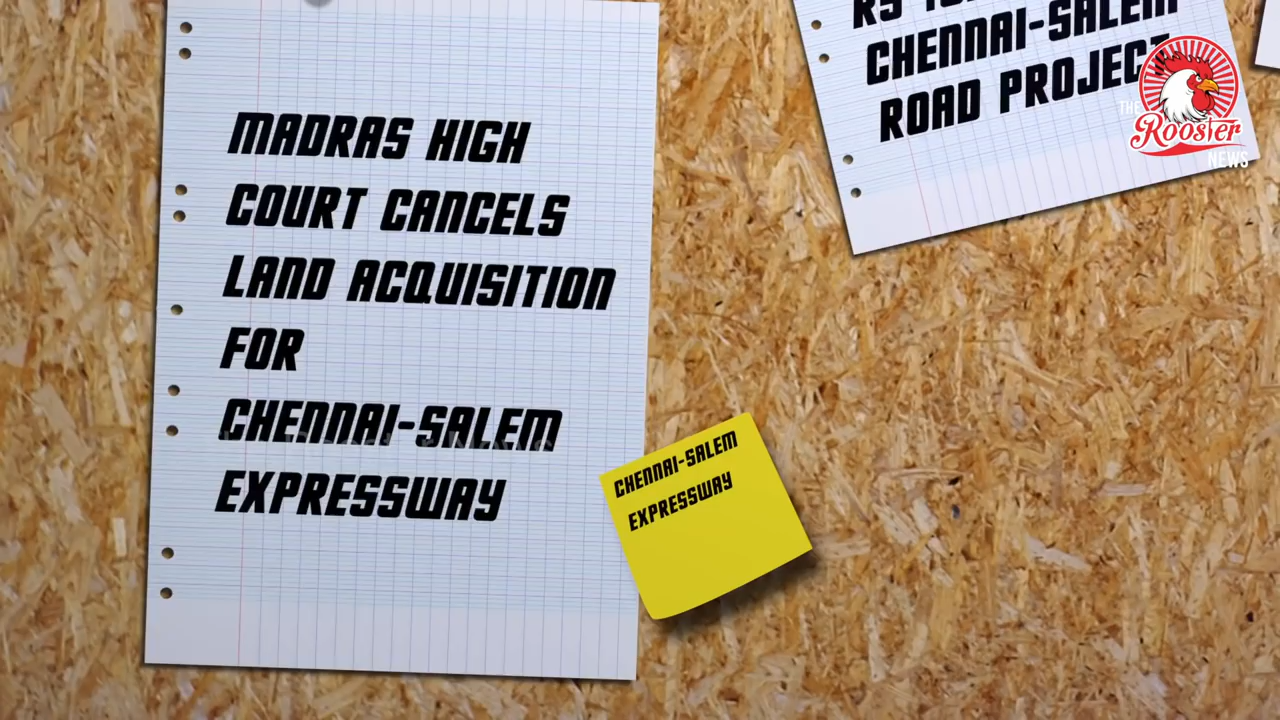 MADRAS HIGH
COURT CANCELS
LAND ACQUISITION
FOR
CHENNAI-SALEM
EXPRESSWAY
CHENNAI-SALEM
EXPRESSWAY
RS
CHENNAI-SALEM
ROAD PROJECT
THE
Rooster
NEWS